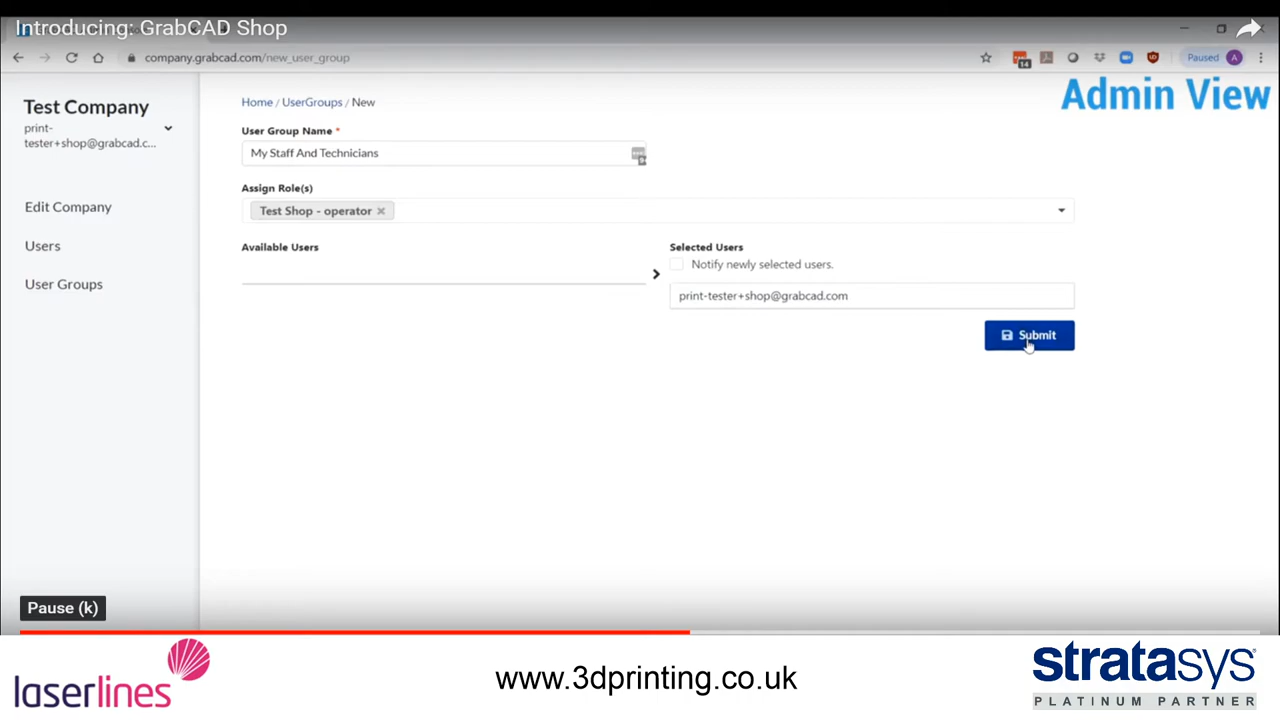 Introducing: GrabCAD Shop
company.grabcad.com/new_user_group
14
Paused A
Admin View
Test Company
print-
tester+shop@grabcad.c...
Edit Company
Users
User Groups
Home / UserGroups / New
User Group Name *
My Staff And Technicians
Assign Role(s)
Test Shop - operator ×
Available Users
Selected Users
Notify newly selected users.
print-tester+shop@grabcad.com
Submit
Pause (k)
laserlines
www.3dprinting.co.uk
stratasys
PLATINUM PARTNER